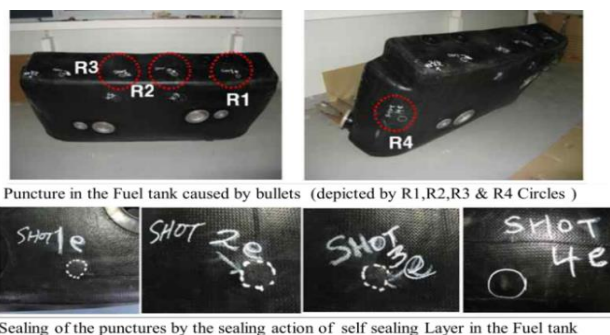 R3
R2
R1
R4
Puncture in the Fuel tank caused by bullets (depicted by R1,R2,R3 & R4 Circles )
SHOT 1e
SHOT 2e
SHOT 3e
SHOT 4e
Sealing of the punctures by the sealing action of self sealing Layer in the Fuel tank